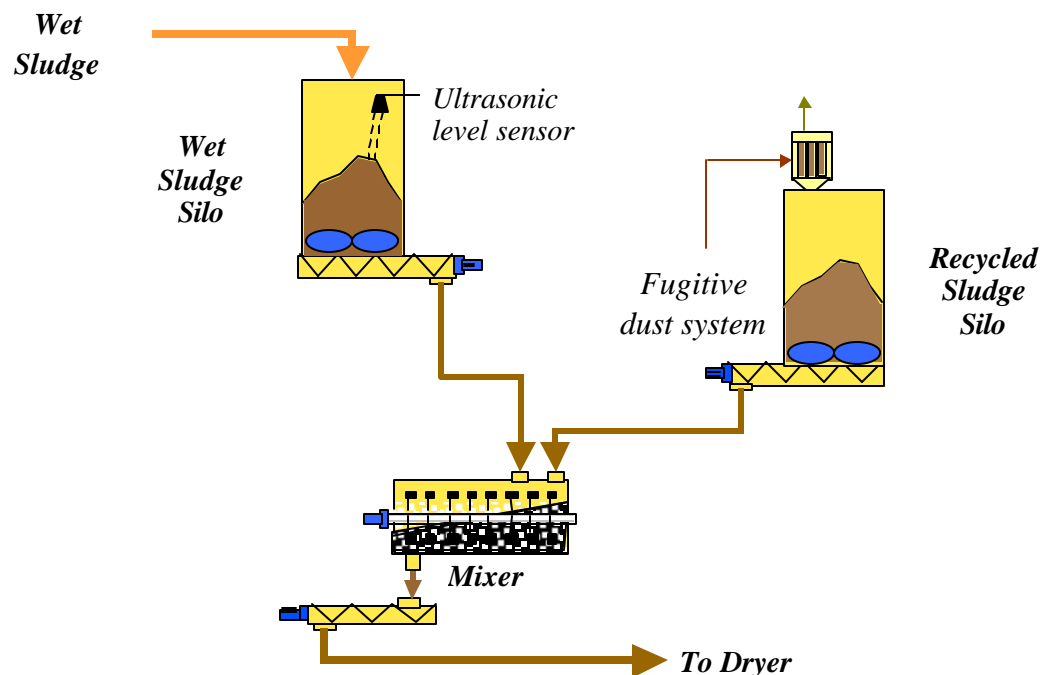 Wet
Sludge
Ultrasonic
level sensor
Wet
Sludge
Silo
Fugitive
dust system
Recycled
Sludge
Silo
Mixer
To Dryer